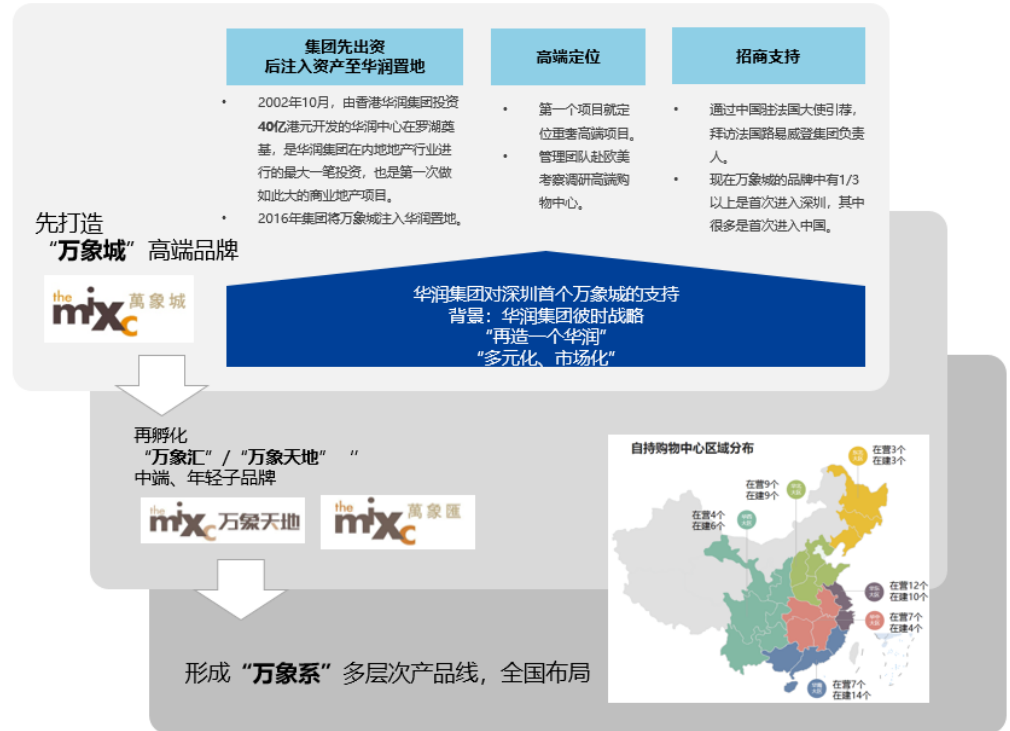 集团先出资
后注入资产至华润置地
• 2002年10月，由香港华润集团投资
40亿港元开发的华润中心在罗湖奠
基，是华润集团在内地地产行业进
行的最大一笔投资，也是第一次做
如此大的商业地产项目。
• 2016年集团将万象城注入华润置地。
高端定位
• 第一个项目就定
位重奢高端项目。
• 管理团队赴欧美
考察调研高端购
物中心。
招商支持
• 通过中国驻法国大使引荐，
拜访法国路易威登集团负责
人。
• 现在万象城的品牌中有1/3
以上是首次进入深圳，其中
很多是首次进入中国。
先打造
“万象城”高端品牌
the
mixc 萬象城
华润集团对深圳首个万象城的支持
背景：华润集团彼时战略
“再造一个华润”
“多元化、市场化”
再孵化
“万象汇” / “万象天地” “
中端、年轻子品牌
the
mixc 万象天地
the
mixc 萬象匯
形成“万象系”多层次产品线，全国布局
自持购物中心区域分布
在营3个
在建3个
在营9个
在建9个
在营4个
在建6个
在营12个
在建10个
在营7个
在建4个
在营7个
在建14个